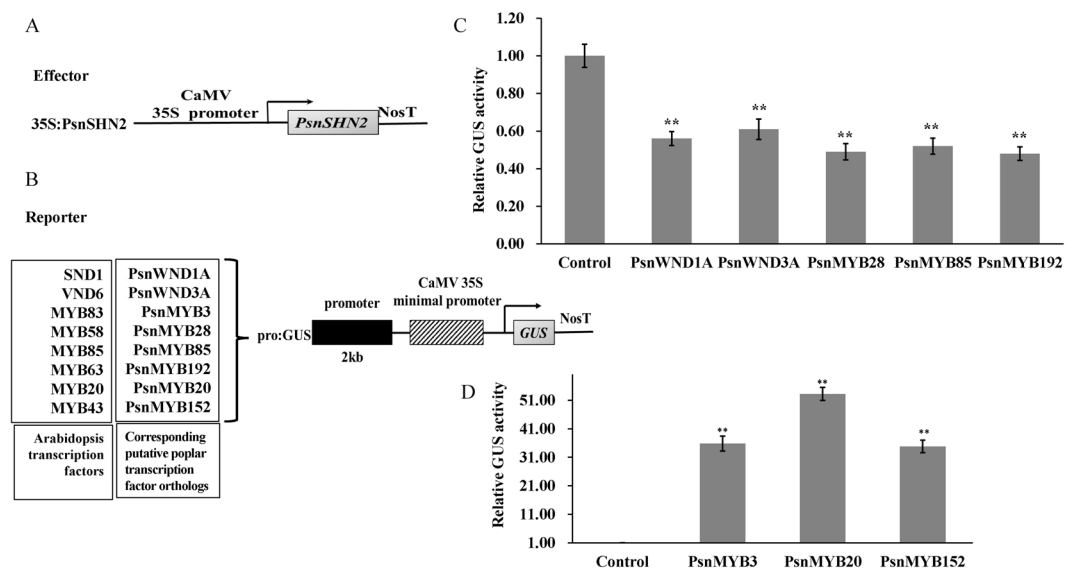 A
Effector
CaMV
35S promoter
NosT
35S:PsnSHN2
PsnSHN2
B
Reporter
SND1 PsnWND1A
VND6 PsnWND3A
MYB83 PsnMYB3
MYB58 PsnMYB28
MYB85 PsnMYB85
MYB63 PsnMYB192
MYB20 PsnMYB20
MYB43 PsnMYB152
Arabidopsis
transcription
factors
Corresponding
putative poplar
transcription
factor orthologs
CaMV 35S
promoter minimal promoter
pro:GUS
GUS
NosT
2kb
C
Relative GUS activity
1.20
1.00
0.80
0.60
0.40
0.20
0.00
** ** ** ** **
Control PsnWND1A PsnWND3A PsnMYB28 PsnMYB85 PsnMYB192
D
Relative GUS activity
51.00
41.00
31.00
21.00
11.00
1.00
** ** **
Control PsnMYB3 PsnMYB20 PsnMYB152